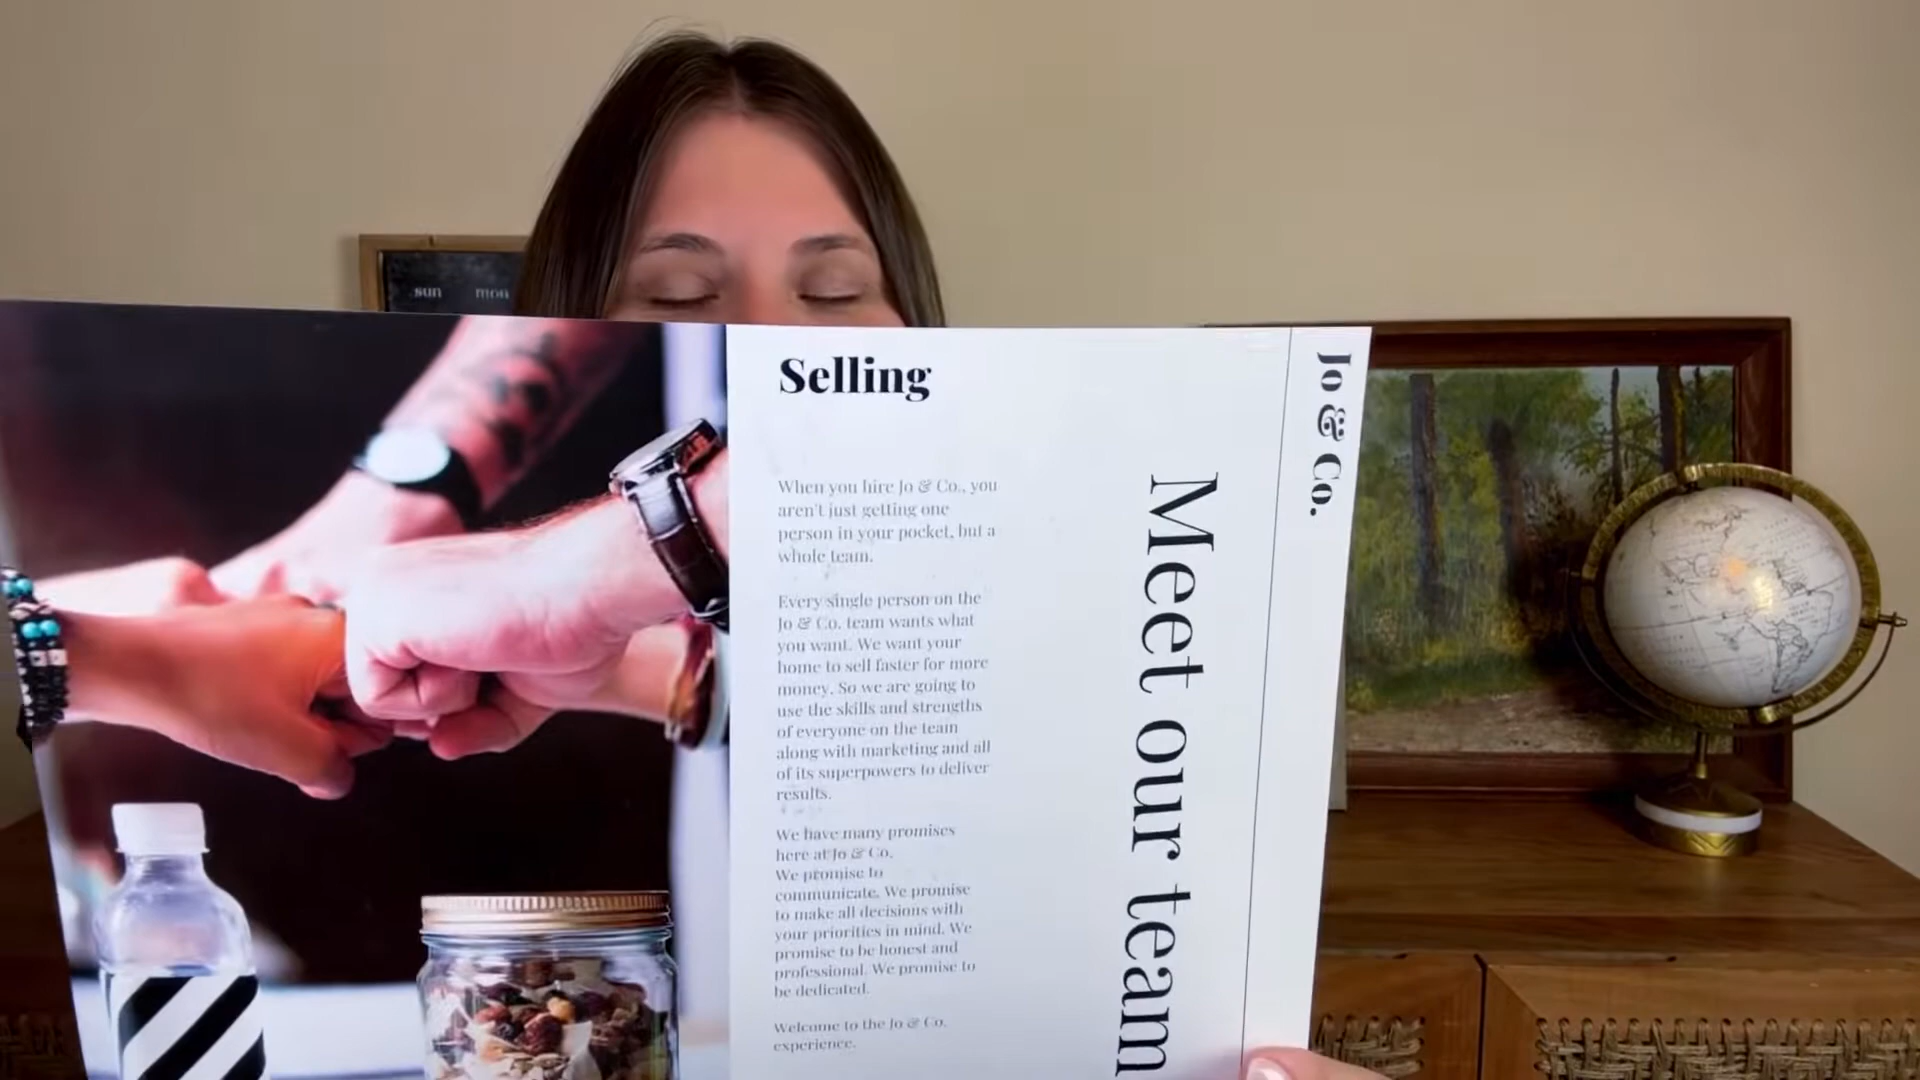 sun mon
Selling
When you hire Jo & Co., you
aren't just getting one
person in your pocket, but a
whole team.
Every single person on the
Jo & Co. team wants what
you want. We want your
home to sell faster for more
money. So we are going to
use the skills and strengths
of everyone on the team
along with marketing and all
of its superpowers to deliver
results.
We have many promises
here at Jo & Co.
We promise to
communicate. We promise
to make all decisions with
your priorities in mind. We
promise to be honest and
professional. We promise to
be dedicated.
Welcome to the Jo & Co.
experience.
Meet our team
Jo & Co.